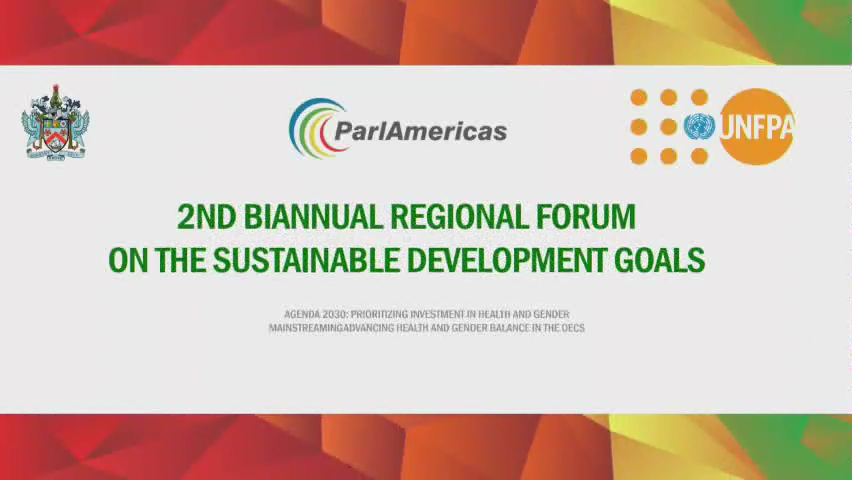 ParlAmericas
UNFPA
2ND BIANNUAL REGIONAL FORUM
ON THE SUSTAINABLE DEVELOPMENT GOALS
AGENDA 2030: PRIORITIZING INVESTMENT IN HEALTH AND GENDER
MAINSTREAMINGADVANCING HEALTH AND GENDER BALANCE IN THE OECS